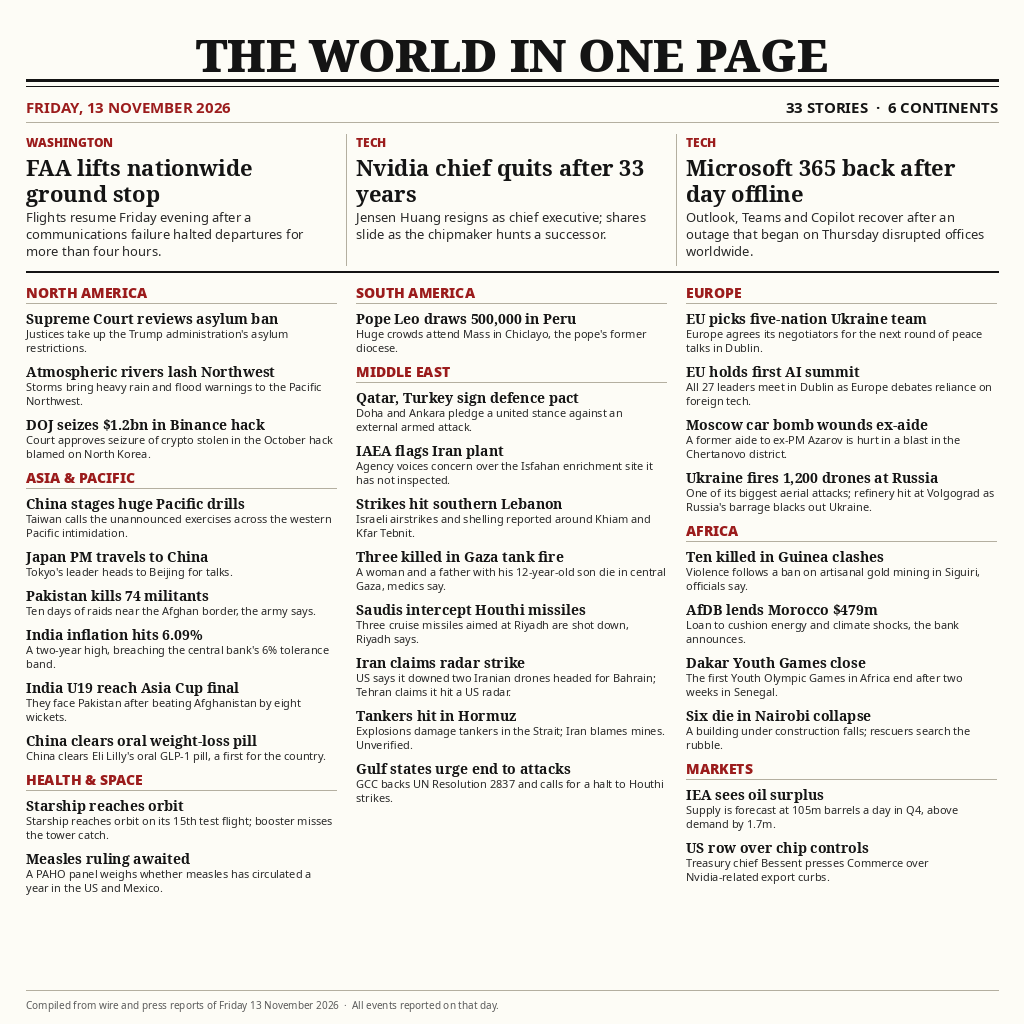 THE WORLD IN ONE PAGE
FRIDAY, 13 NOVEMBER 2026
33 STORIES · 6 CONTINENTS
WASHINGTON
FAA lifts nationwide
ground stop
Flights resume Friday evening after a
communications failure halted departures for
more than four hours.
TECH
Nvidia chief quits after 33
years
Jensen Huang resigns as chief executive; shares
slide as the chipmaker hunts a successor.
TECH
Microsoft 365 back after
day offline
Outlook, Teams and Copilot recover after an
outage that began on Thursday disrupted offices
worldwide.
NORTH AMERICA
Supreme Court reviews asylum ban
Justices take up the Trump administration's asylum
restrictions.
Atmospheric rivers lash Northwest
Storms bring heavy rain and flood warnings to the Pacific
Northwest.
DOJ seizes $1.2bn in Binance hack
Court approves seizure of crypto stolen in the October hack
blamed on North Korea.
ASIA & PACIFIC
China stages huge Pacific drills
Taiwan calls the unannounced exercises across the western
Pacific intimidation.
Japan PM travels to China
Tokyo's leader heads to Beijing for talks.
Pakistan kills 74 militants
Ten days of raids near the Afghan border, the army says.
India inflation hits 6.09%
A two-year high, breaching the central bank's 6% tolerance
band.
India U19 reach Asia Cup final
They face Pakistan after beating Afghanistan by eight
wickets.
China clears oral weight-loss pill
China clears Eli Lilly's oral GLP-1 pill, a first for the country.
HEALTH & SPACE
Starship reaches orbit
Starship reaches orbit on its 15th test flight; booster misses
the tower catch.
Measles ruling awaited
A PAHO panel weighs whether measles has circulated a
year in the US and Mexico.
SOUTH AMERICA
Pope Leo draws 500,000 in Peru
Huge crowds attend Mass in Chiclayo, the pope's former
diocese.
MIDDLE EAST
Qatar, Turkey sign defence pact
Doha and Ankara pledge a united stance against an
external armed attack.
IAEA flags Iran plant
Agency voices concern over the Isfahan enrichment site it
has not inspected.
Strikes hit southern Lebanon
Israeli airstrikes and shelling reported around Khiam and
Kfar Tebnit.
Three killed in Gaza tank fire
A woman and a father with his 12-year-old son die in central
Gaza, medics say.
Saudis intercept Houthi missiles
Three cruise missiles aimed at Riyadh are shot down,
Riyadh says.
Iran claims radar strike
US says it downed two Iranian drones headed for Bahrain;
Tehran claims it hit a US radar.
Tankers hit in Hormuz
Explosions damage tankers in the Strait; Iran blames mines.
Unverified.
Gulf states urge end to attacks
GCC backs UN Resolution 2837 and calls for a halt to Houthi
strikes.
EUROPE
EU picks five-nation Ukraine team
Europe agrees its negotiators for the next round of peace
talks in Dublin.
EU holds first AI summit
All 27 leaders meet in Dublin as Europe debates reliance on
foreign tech.
Moscow car bomb wounds ex-aide
A former aide to ex-PM Azarov is hurt in a blast in the
Chertanovo district.
Ukraine fires 1,200 drones at Russia
One of its biggest aerial attacks; refinery hit at Volgograd as
Russia's barrage blacks out Ukraine.
AFRICA
Ten killed in Guinea clashes
Violence follows a ban on artisanal gold mining in Siguiri,
officials say.
AfDB lends Morocco $479m
Loan to cushion energy and climate shocks, the bank
announces.
Dakar Youth Games close
The first Youth Olympic Games in Africa end after two
weeks in Senegal.
Six die in Nairobi collapse
A building under construction falls; rescuers search the
rubble.
MARKETS
IEA sees oil surplus
Supply is forecast at 105m barrels a day in Q4, above
demand by 1.7m.
US row over chip controls
Treasury chief Bessent presses Commerce over
Nvidia-related export curbs.
Compiled from wire and press reports of Friday 13 November 2026 · All events reported on that day.